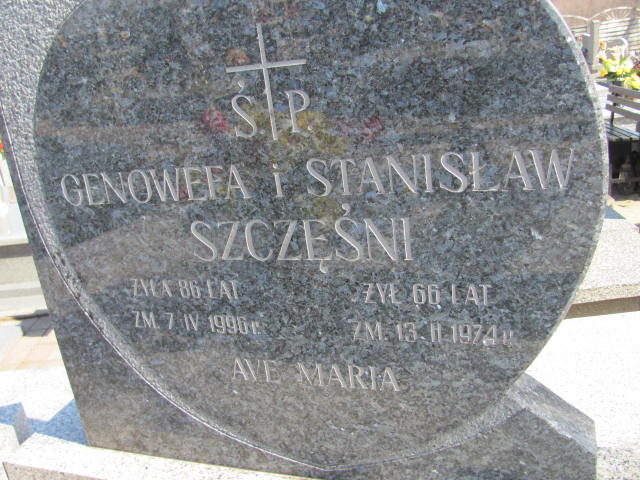 Ś.P.
GENOWEFA i STANISŁAW
SZCZĘŚNI
ŻYŁA 86 LAT ŻYŁ 66 LAT
ZM. 7 IV 1996 r. ZM. 13. II. 1974 r.
AVE MARIA